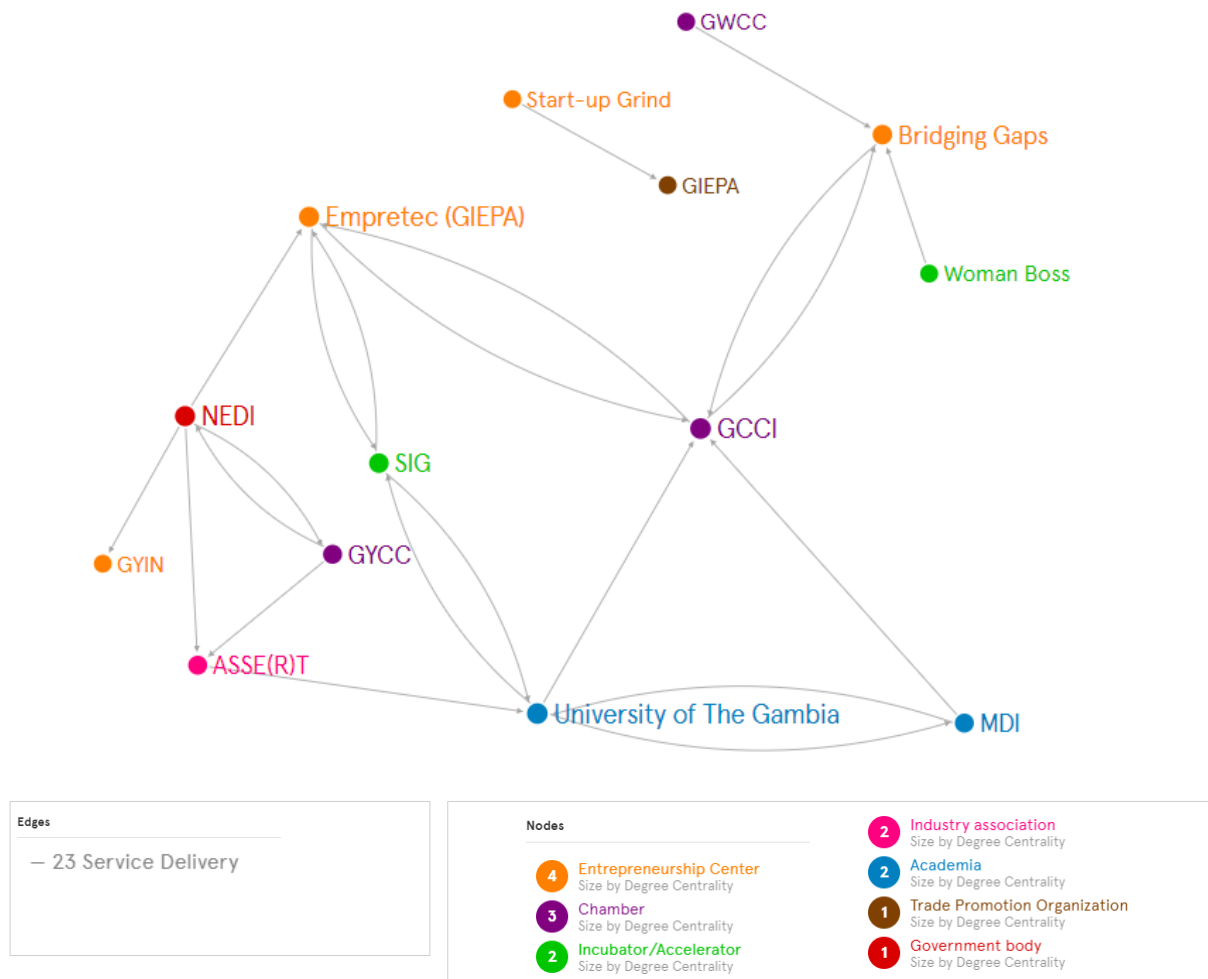 GWCC
Start-up Grind
Bridging Gaps
GIEPA
Empretec (GIEPA)
Woman Boss
NEDI
GCCI
SIG
GYCC
GYIN
ASSE(R)T
University of The Gambia
MDI
Edges
— 23 Service Delivery
Nodes
4 Entrepreneurship Center
Size by Degree Centrality
3 Chamber
Size by Degree Centrality
2 Incubator/Accelerator
Size by Degree Centrality
2 Industry association
Size by Degree Centrality
2 Academia
Size by Degree Centrality
1 Trade Promotion Organization
Size by Degree Centrality
1 Government body
Size by Degree Centrality